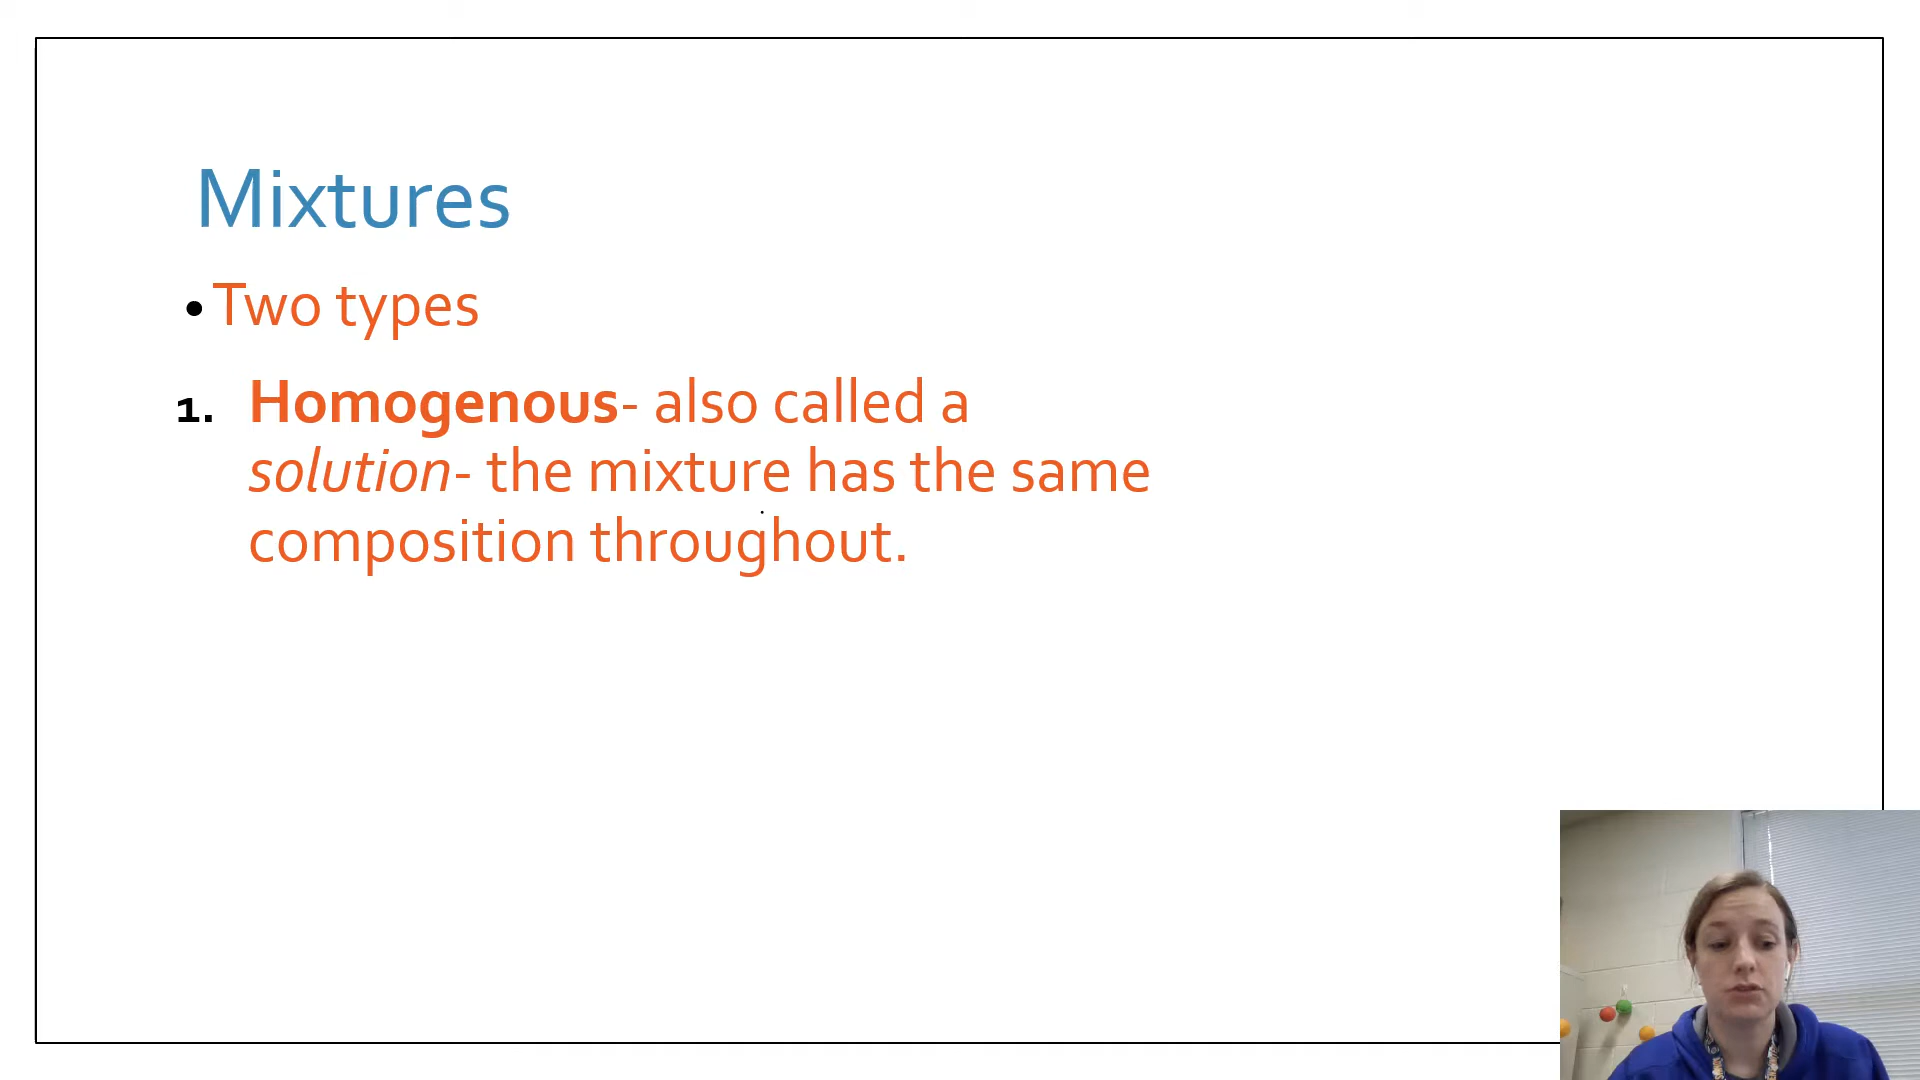 Mixtures
• Two types
1. Homogenous- also called a
solution- the mixture has the same
composition throughout.